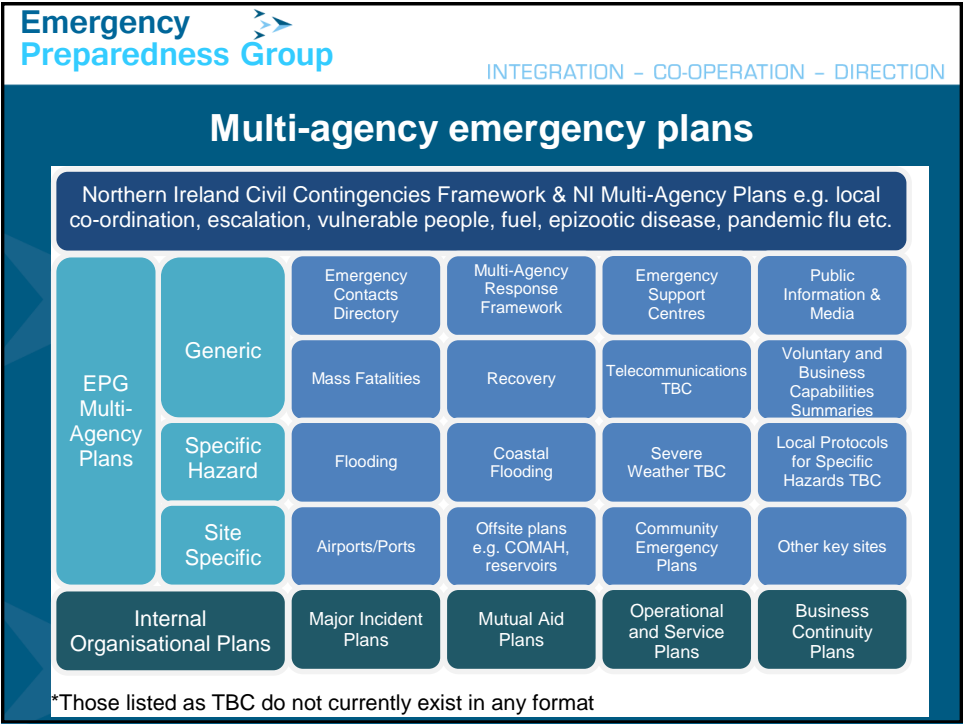 Emergency
Preparedness Group
INTEGRATION – CO-OPERATION – DIRECTION
Multi-agency emergency plans
Northern Ireland Civil Contingencies Framework & NI Multi-Agency Plans e.g. local
co-ordination, escalation, vulnerable people, fuel, epizootic disease, pandemic flu etc.
EPG
Multi-
Agency
Plans
Generic
Emergency
Contacts
Directory
Multi-Agency
Response
Framework
Emergency
Support
Centres
Public
Information &
Media
Mass Fatalities
Recovery
Telecommunications
TBC
Voluntary and
Business
Capabilities
Summaries
Specific
Hazard
Flooding
Coastal
Flooding
Severe
Weather TBC
Local Protocols
for Specific
Hazards TBC
Site
Specific
Airports/Ports
Offsite plans
e.g. COMAH,
reservoirs
Community
Emergency
Plans
Other key sites
Internal
Organisational Plans
Major Incident
Plans
Mutual Aid
Plans
Operational
and Service
Plans
Business
Continuity
Plans
*Those listed as TBC do not currently exist in any format